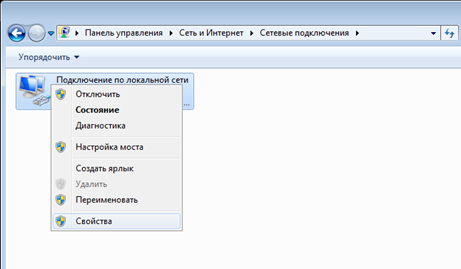 Панель управления Сеть и Интернет Сетевые подключения
Упорядочить
Подключение по локальной сети
...
Отключить
Состояние
Диагностика
Настройка моста
Создать ярлык
Удалить
Переименовать
Свойства